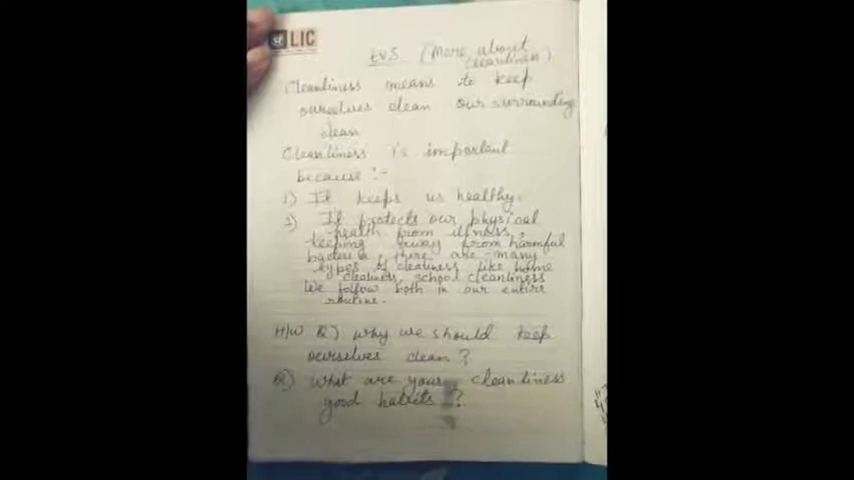 LIC
EVS (More about
cleanliness)
Cleanliness means to keep
ourselves clean our surrounding
clean
Cleanliness is important
because :-
1) It keeps us healthy.
2) It protects our physical
health from illness,
keeping away from harmful
bacteria, there are many
types of cleanliness like home
cleanliness, school cleanliness
We follow both in our entire
routine.
H/W Q) why we should keep
ourselves clean ?
Q) what are your cleanliness
good habits ?